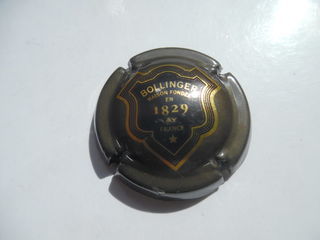 BOLLINGER
MAISON FONDÉE
EN
1829
AY
FRANCE